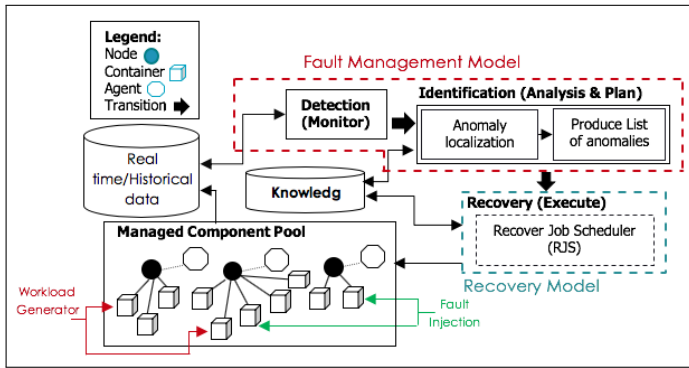 Legend:
Node
Container
Agent
Transition
Fault Management Model
Detection
(Monitor)
Identification (Analysis & Plan)
Anomaly
localization
Produce List
of anomalies
Real
time/Historical
data
Knowledg
Recovery (Execute)
Recover Job Scheduler
(RJS)
Recovery Model
Managed Component Pool
Workload
Generator
Fault
Injection